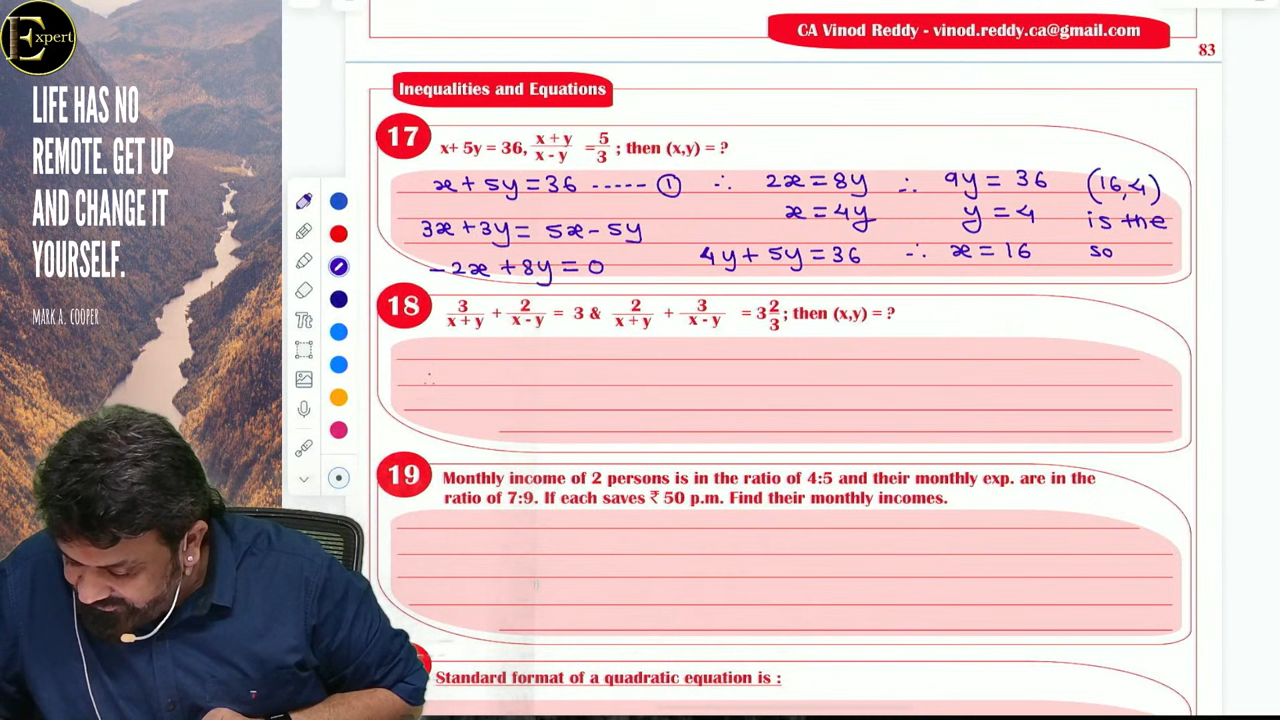 Expert
LIFE HAS NO
REMOTE. GET UP
AND CHANGE IT
YOURSELF.
MARK A. COOPER
CA Vinod Reddy - vinod.reddy.ca@gmail.com
83
Inequalities and Equations
17
x+ 5y = 36, (x + y)/(x - y) = 5/3 ; then (x,y) = ?
x + 5y = 36 ----- ① ∴ 2x = 8y ∴ 9y = 36 (16,4)
x = 4y y = 4 is the
3x + 3y = 5x - 5y
4y + 5y = 36 ∴ x = 16 so
-2x + 8y = 0
18
3/(x + y) + 2/(x - y) = 3 & 2/(x + y) + 3/(x - y) = 3 2/3 ; then (x,y) = ?
∴
19
Monthly income of 2 persons is in the ratio of 4:5 and their monthly exp. are in the
ratio of 7:9. If each saves ₹ 50 p.m. Find their monthly incomes.
Standard format of a quadratic equation is :
Tt